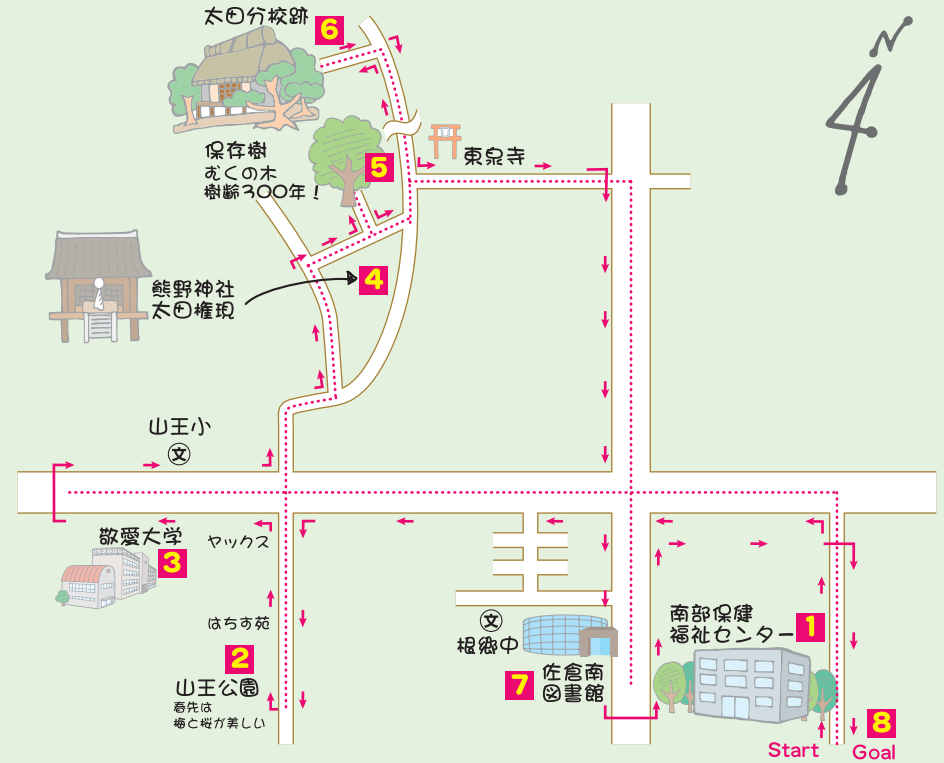 太田分校跡
6
N
4
保存樹
むくの木
樹齢300年！
5
東泉寺
熊野神社
太田権現
4
山王小
文
敬愛大学
3
ヤックス
はちす苑
2
山王公園
春先は
梅と桜が美しい
文
根郷中
7
佐倉南
図書館
南部保健
福祉センター
1
8
Start
Goal